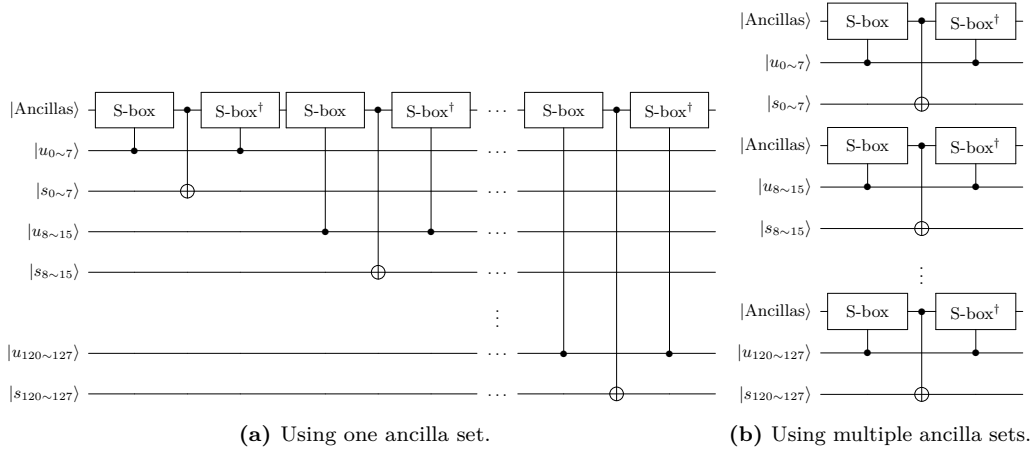 |Ancillas⟩ S-box S-box† S-box S-box† ··· S-box S-box†
|u₀∼₇⟩ ···
|s₀∼₇⟩ ···
|u₈∼₁₅⟩ ···
|s₈∼₁₅⟩ ···
⋮
|u₁₂₀∼₁₂₇⟩ ···
|s₁₂₀∼₁₂₇⟩ ···
(a) Using one ancilla set.
|Ancillas⟩ S-box S-box†
|u₀∼₇⟩
|s₀∼₇⟩
|Ancillas⟩ S-box S-box†
|u₈∼₁₅⟩
|s₈∼₁₅⟩
⋮
|Ancillas⟩ S-box S-box†
|u₁₂₀∼₁₂₇⟩
|s₁₂₀∼₁₂₇⟩
(b) Using multiple ancilla sets.